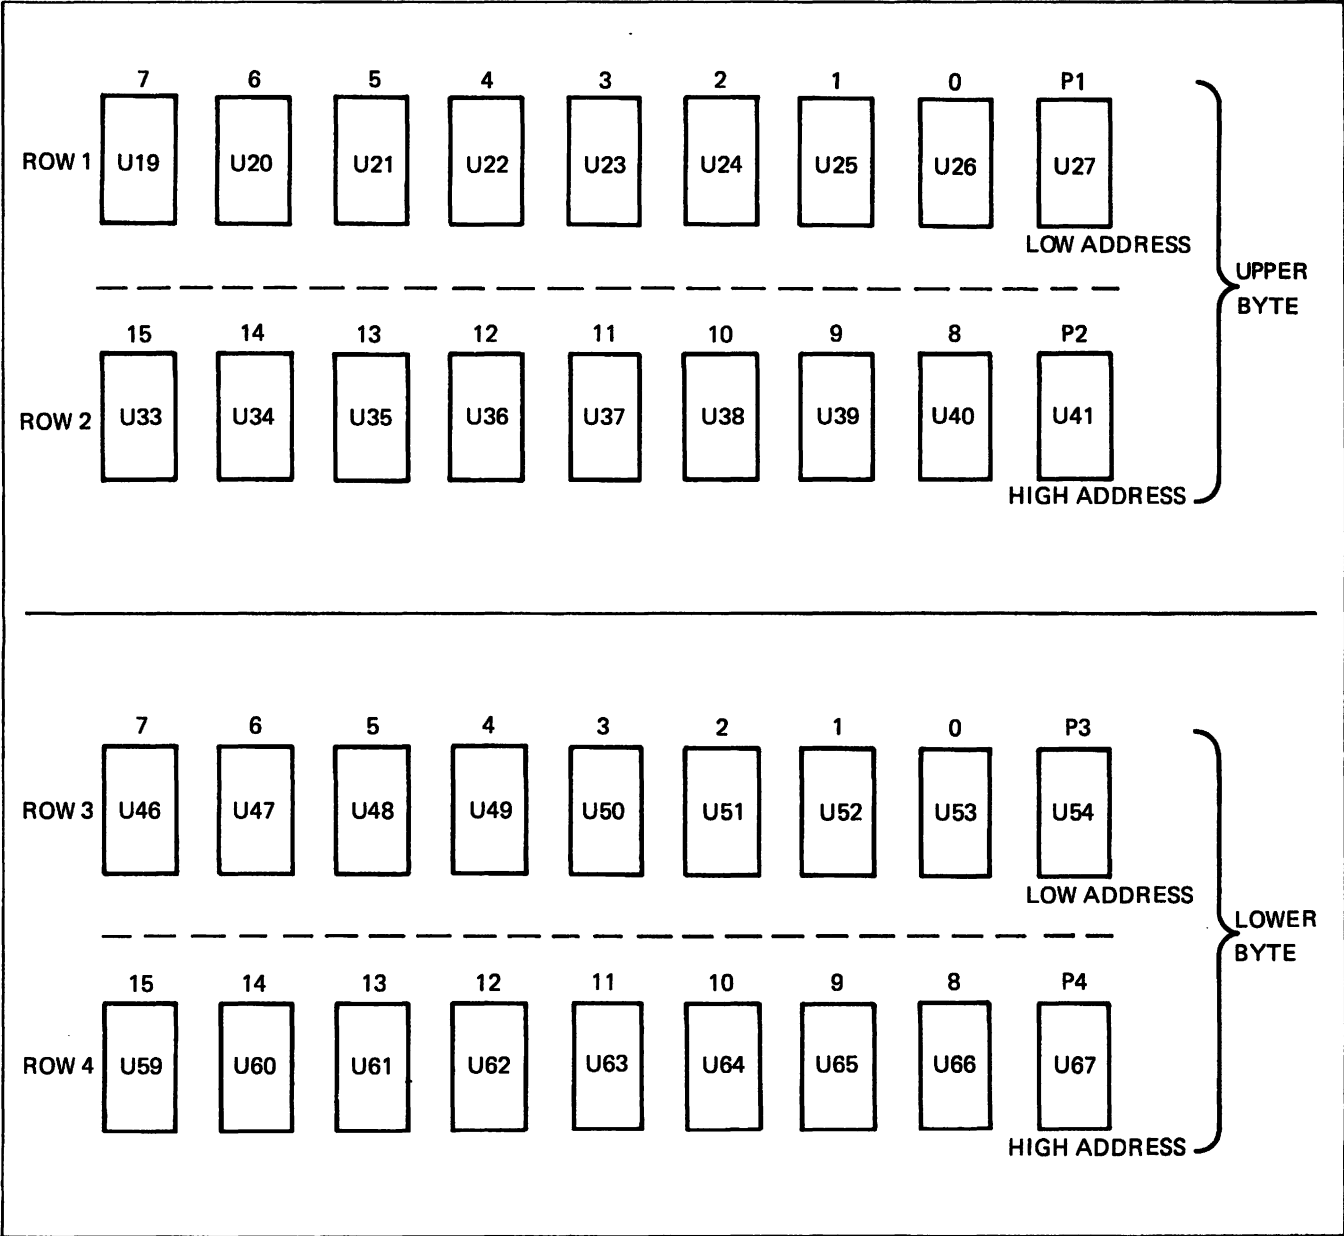 7 6 5 4 3 2 1 0 P1
ROW 1 U19 U20 U21 U22 U23 U24 U25 U26 U27
LOW ADDRESS
UPPER
BYTE
15 14 13 12 11 10 9 8 P2
ROW 2 U33 U34 U35 U36 U37 U38 U39 U40 U41
HIGH ADDRESS
7 6 5 4 3 2 1 0 P3
ROW 3 U46 U47 U48 U49 U50 U51 U52 U53 U54
LOW ADDRESS
LOWER
BYTE
15 14 13 12 11 10 9 8 P4
ROW 4 U59 U60 U61 U62 U63 U64 U65 U66 U67
HIGH ADDRESS